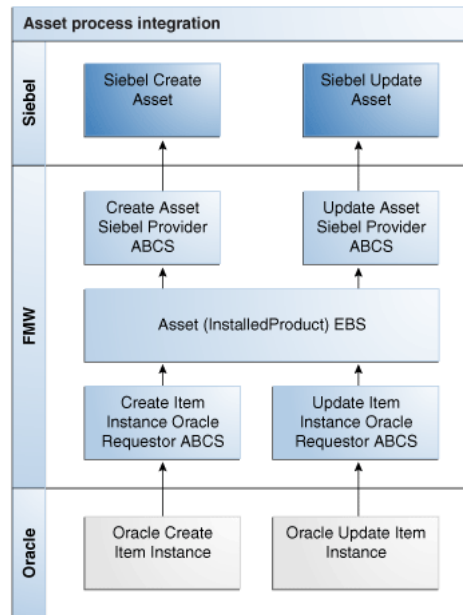 Asset process integration
Siebel
Siebel Create
Asset
Siebel Update
Asset
FMW
Create Asset
Siebel Provider
ABCS
Update Asset
Siebel Provider
ABCS
Asset (InstalledProduct) EBS
Create Item
Instance Oracle
Requestor ABCS
Update Item
Instance Oracle
Requestor ABCS
Oracle
Oracle Create
Item Instance
Oracle Update Item
Instance